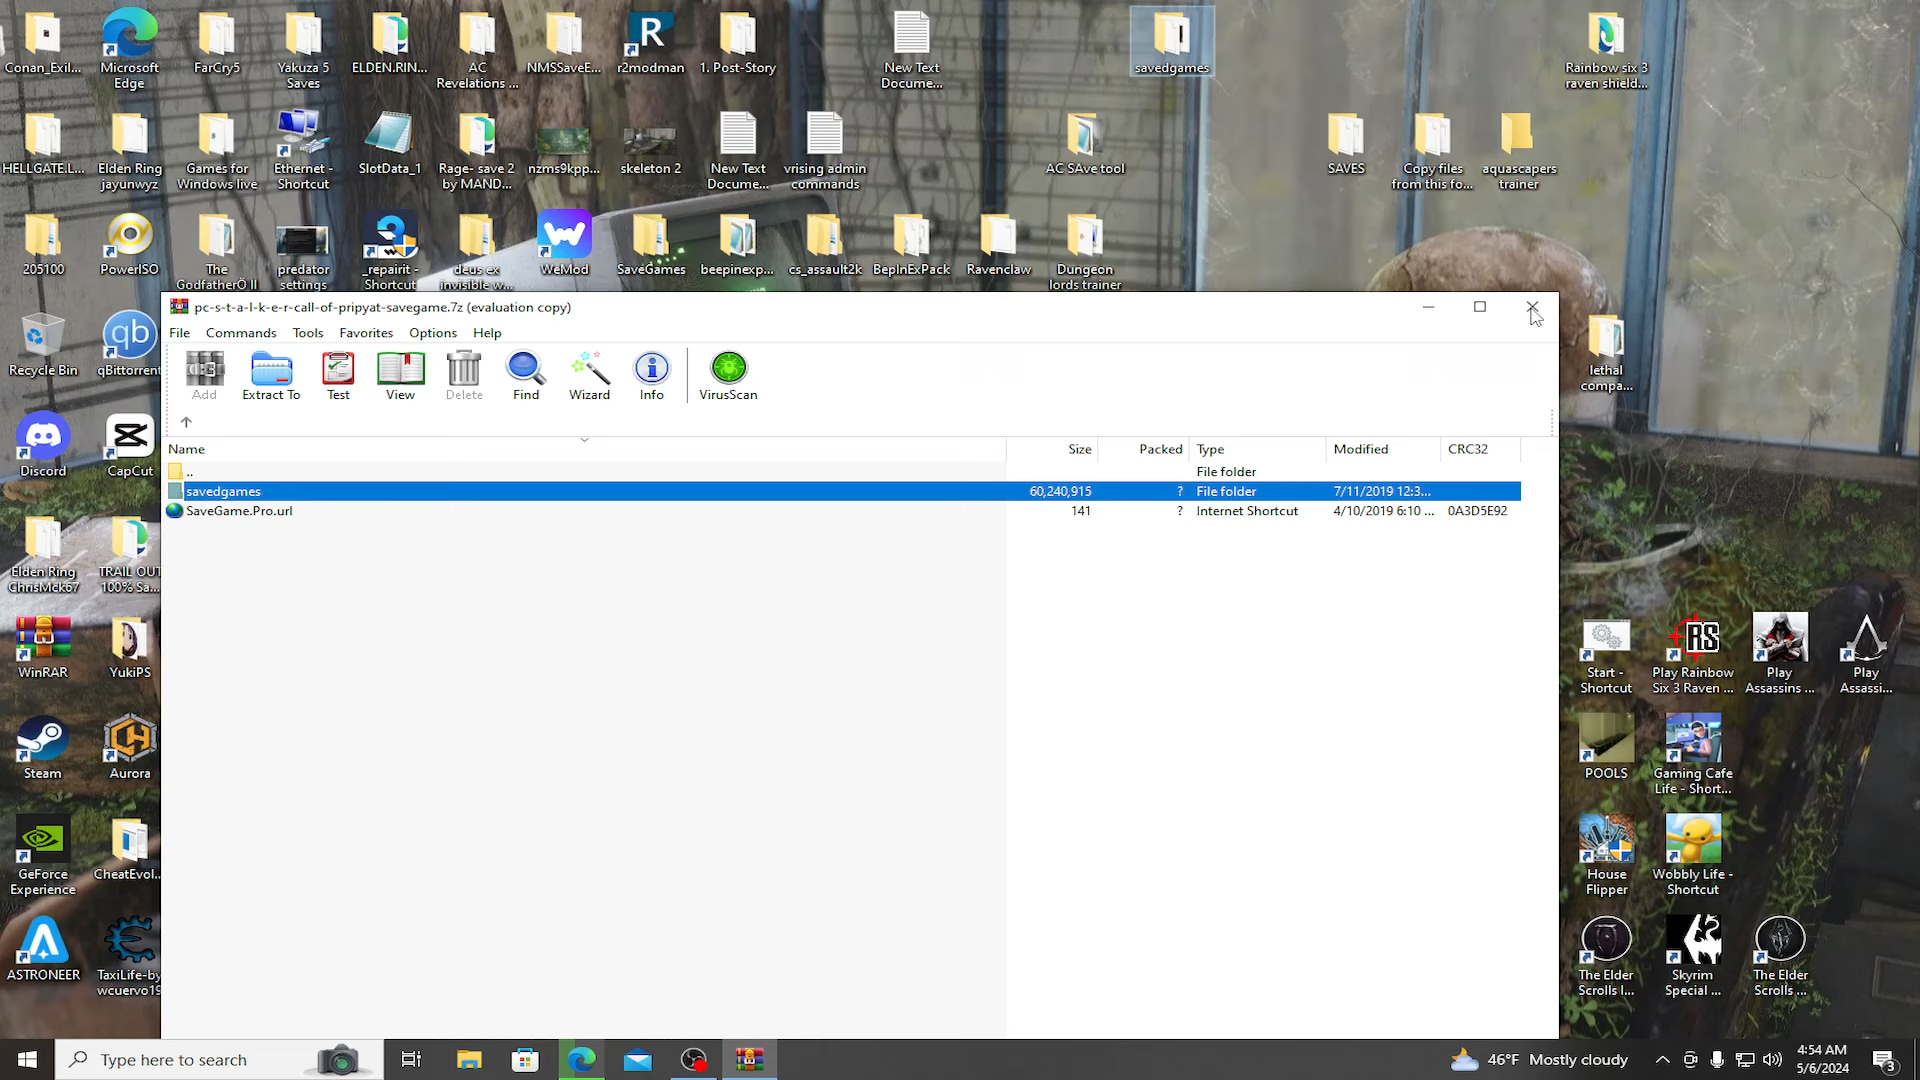 Conan_Exil...
Microsoft
Edge
FarCry5
Yakuza 5
Saves
ELDEN.RIN...
AC
Revelations ...
NMSSaveE...
r2modman
1. Post-Story
New Text
Docume...
savedgames
Rainbow six 3
raven shield...
HELLGATE.L...
Elden Ring
jayunwyz
Games for
Windows live
Ethernet -
Shortcut
SlotData_1
Rage- save 2
by MAND...
nzms9kpp...
skeleton 2
New Text
Docume...
vrising admin
commands
AC SAve tool
SAVES
Copy files
from this fo...
aquascapers
trainer
205100
PowerISO
The
GodfatherÖ II
predator
settings
_repairit -
Shortcut
deus ex
invisible w...
WeMod
SaveGames
beepinexp...
cs_assault2k
BepInExPack
Ravenclaw
Dungeon
lords trainer
pc-s-t-a-l-k-e-r-call-of-pripyat-savegame.7z (evaluation copy)
File Commands Tools Favorites Options Help
Add
Extract To
Test
View
Delete
Find
Wizard
Info
VirusScan
Name Size Packed Type Modified CRC32
.. File folder
savedgames 60,240,915 ? File folder 7/11/2019 12:3...
SaveGame.Pro.url 141 ? Internet Shortcut 4/10/2019 6:10 ... 0A3D5E92
Recycle Bin
qBittorrent
lethal
compa...
Discord
CapCut
Elden Ring
ChrisMck67
TRAIL OUT
100% Sa...
WinRAR
YukiPS
Start -
Shortcut
RS
Play Rainbow
Six 3 Raven ...
Play
Assassins ...
Play
Assassi...
Steam
Aurora
POOLS
Gaming Cafe
Life - Short...
GeForce
Experience
CheatEvol...
House
Flipper
Wobbly Life -
Shortcut
ASTRONEER
TaxiLife-by
wcuervo19
The Elder
Scrolls I...
Skyrim
Special ...
The Elder
Scrolls ...
Type here to search
46°F Mostly cloudy
4:54 AM
5/6/2024
3